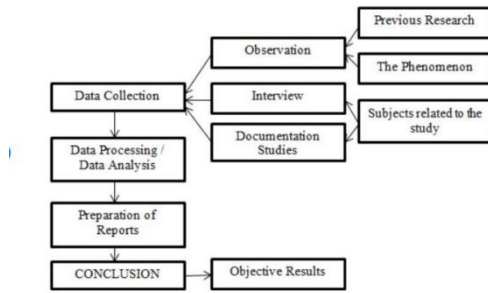 Previous Research
Observation
The Phenomenon
Data Collection
Interview
Subjects related to the
study
Documentation
Studies
Data Processing /
Data Analysis
Preparation of
Reports
CONCLUSION
Objective Results